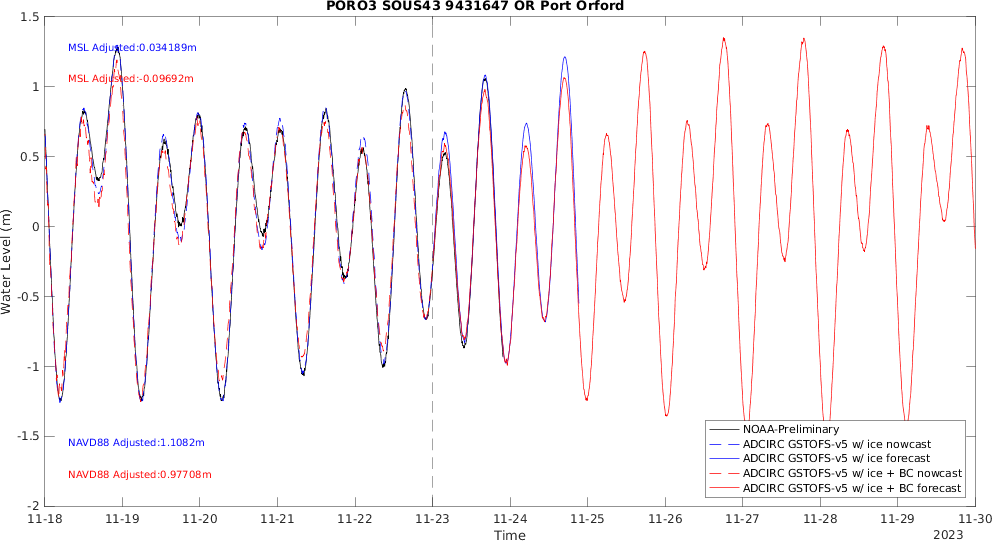 PORO3 SOUS43 9431647 OR Port Orford
1.5
1
0.5
0
-0.5
-1
-1.5
-2
Water Level (m)
MSL Adjusted:0.034189m
MSL Adjusted:-0.09692m
NAVD88 Adjusted:1.1082m
NAVD88 Adjusted:0.97708m
NOAA-Preliminary
ADCIRC GSTOFS-v5 w/ ice nowcast
ADCIRC GSTOFS-v5 w/ ice forecast
ADCIRC GSTOFS-v5 w/ ice + BC nowcast
ADCIRC GSTOFS-v5 w/ ice + BC forecast
11-18 11-19 11-20 11-21 11-22 11-23 11-24 11-25 11-26 11-27 11-28 11-29 11-30
Time
2023